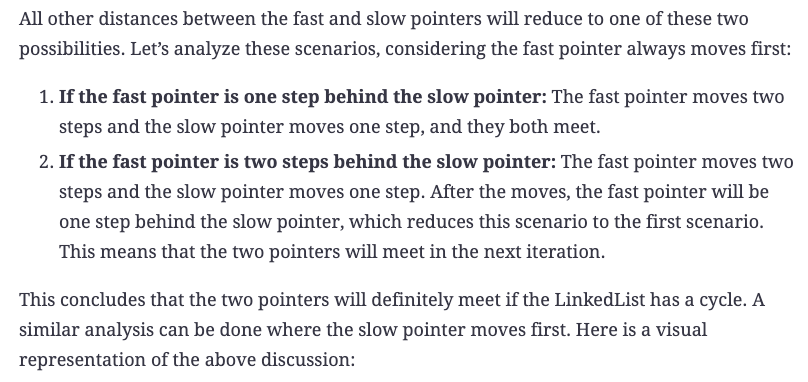 All other distances between the fast and slow pointers will reduce to one of these two
possibilities. Let’s analyze these scenarios, considering the fast pointer always moves first:
1. If the fast pointer is one step behind the slow pointer: The fast pointer moves two
steps and the slow pointer moves one step, and they both meet.
2. If the fast pointer is two steps behind the slow pointer: The fast pointer moves two
steps and the slow pointer moves one step. After the moves, the fast pointer will be
one step behind the slow pointer, which reduces this scenario to the first scenario.
This means that the two pointers will meet in the next iteration.
This concludes that the two pointers will definitely meet if the LinkedList has a cycle. A
similar analysis can be done where the slow pointer moves first. Here is a visual
representation of the above discussion: